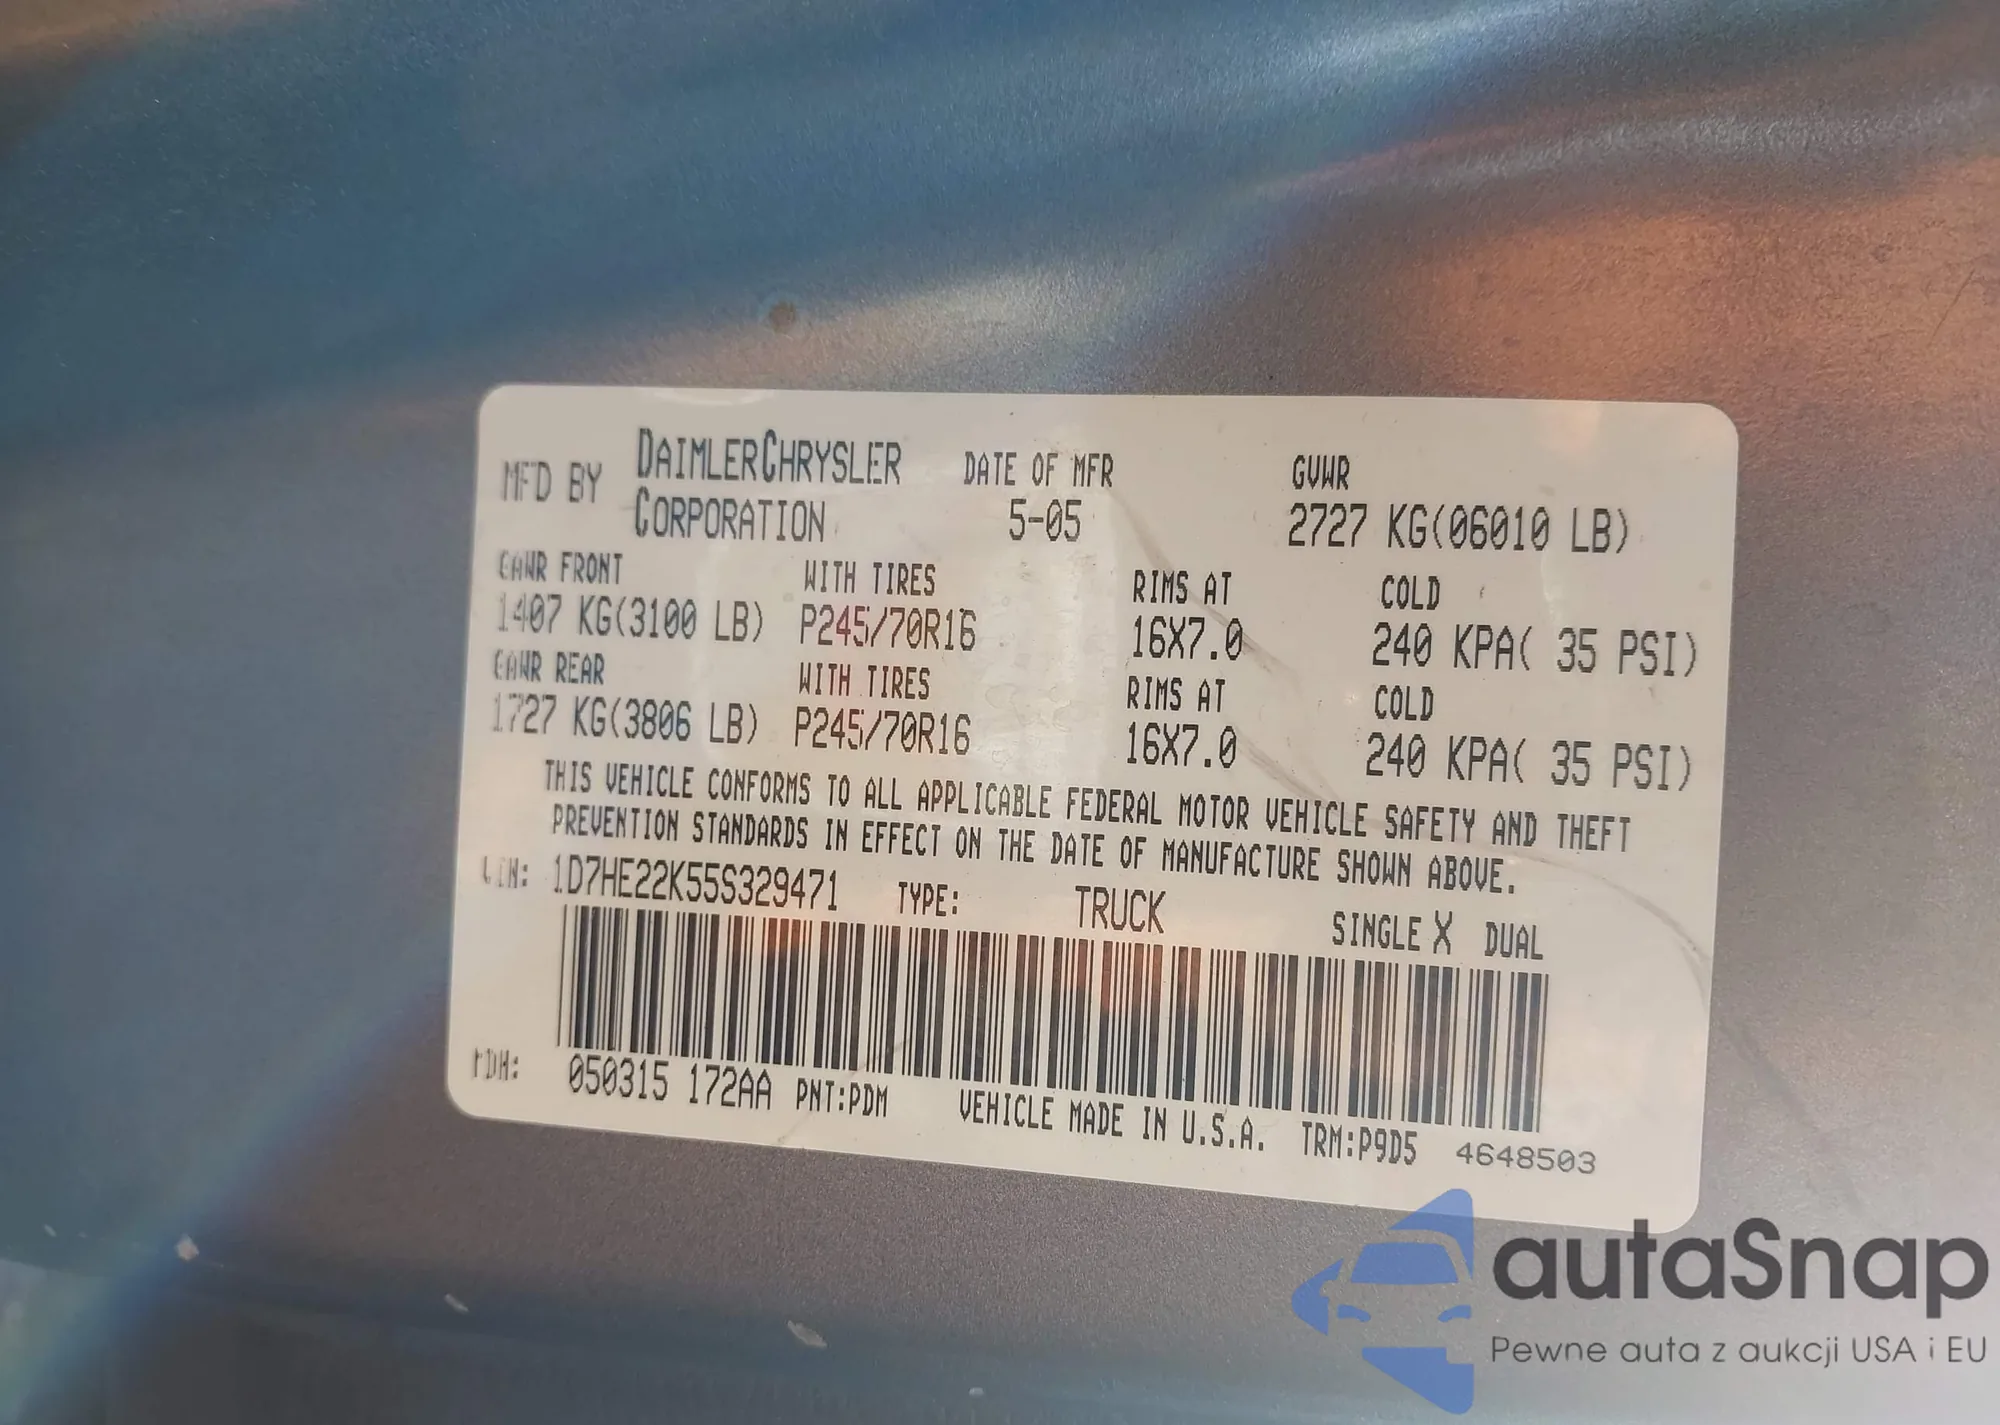 MFD BY DAIMLERCHRYSLER CORPORATION DATE OF MFR 5-05 GVWR 2727 KG(06010 LB)
GAWR FRONT WITH TIRES RIMS AT COLD
1407 KG(3100 LB) P245/70R16 16X7.0 240 KPA( 35 PSI)
GAWR REAR WITH TIRES RIMS AT COLD
1727 KG(3806 LB) P245/70R16 16X7.0 240 KPA( 35 PSI)
THIS VEHICLE CONFORMS TO ALL APPLICABLE FEDERAL MOTOR VEHICLE SAFETY AND THEFT
PREVENTION STANDARDS IN EFFECT ON THE DATE OF MANUFACTURE SHOWN ABOVE.
VIN: 1D7HE22K55S329471 TYPE: TRUCK SINGLE X DUAL
MDH: 050315 172AA PNT:PDM VEHICLE MADE IN U.S.A. TRM:P9D5 4648503
autaSnap
Pewne auta z aukcji USA i EU